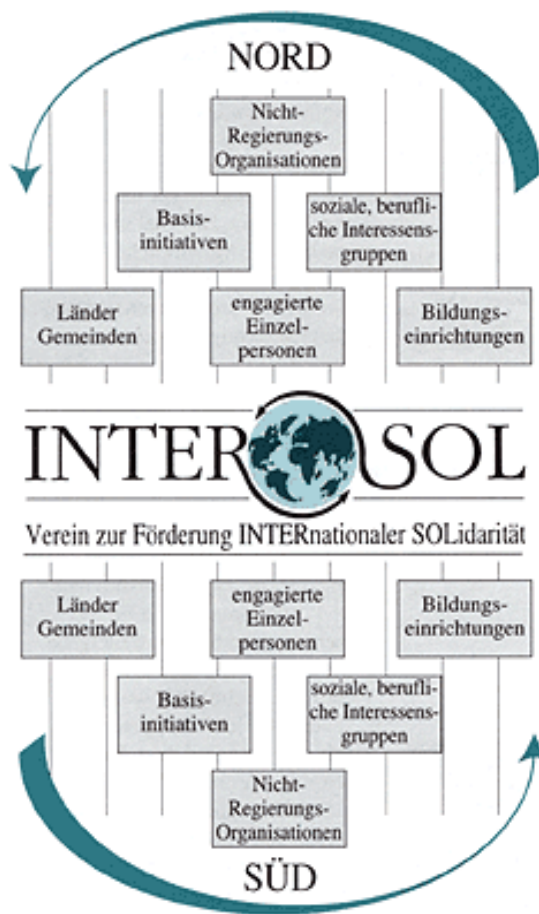 NORD
Nicht-
Regierungs-
Organisationen
Basis-
initiativen
soziale, berufli-
che Interessens-
gruppen
Länder
Gemeinden
engagierte
Einzel-
personen
Bildungs-
einrichtungen
INTER SOL
Verein zur Förderung INTERnationaler SOLidarität
Länder
Gemeinden
engagierte
Einzel-
personen
Bildungs-
einrichtungen
Basis-
initiativen
soziale, berufli-
che Interessens-
gruppen
Nicht-
Regierungs-
Organisationen
SÜD